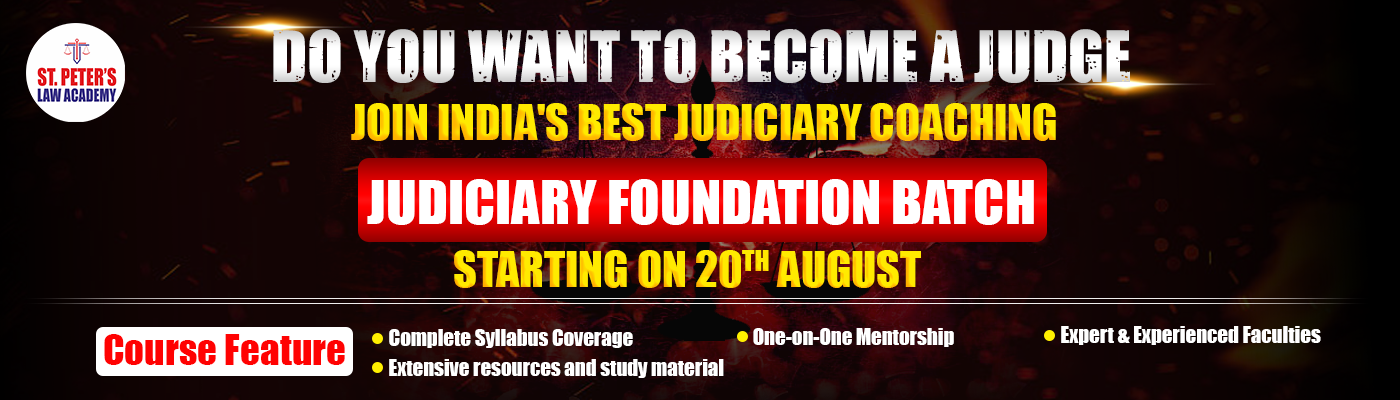 ST. PETER'S
LAW ACADEMY
DO YOU WANT TO BECOME A JUDGE
JOIN INDIA'S BEST JUDICIARY COACHING
JUDICIARY FOUNDATION BATCH
STARTING ON 20TH AUGUST
Course Feature
Complete Syllabus Coverage
One-on-One Mentorship
Expert & Experienced Faculties
Extensive resources and study material